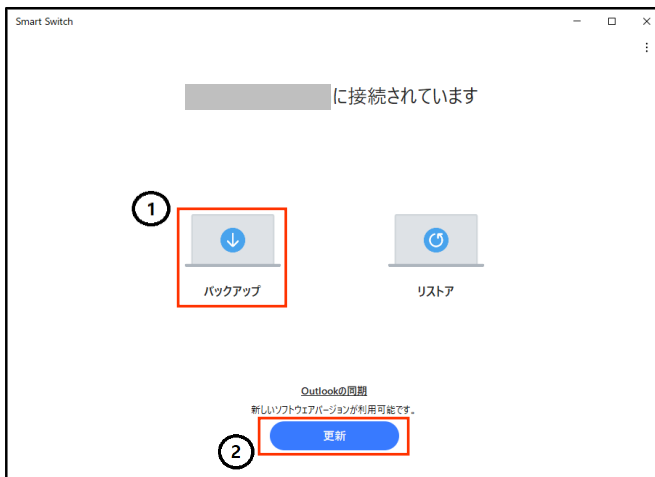 Smart Switch
に接続されています
1
バックアップ
リストア
Outlookの同期
新しいソフトウェアバージョンが利用可能です。
2
更新